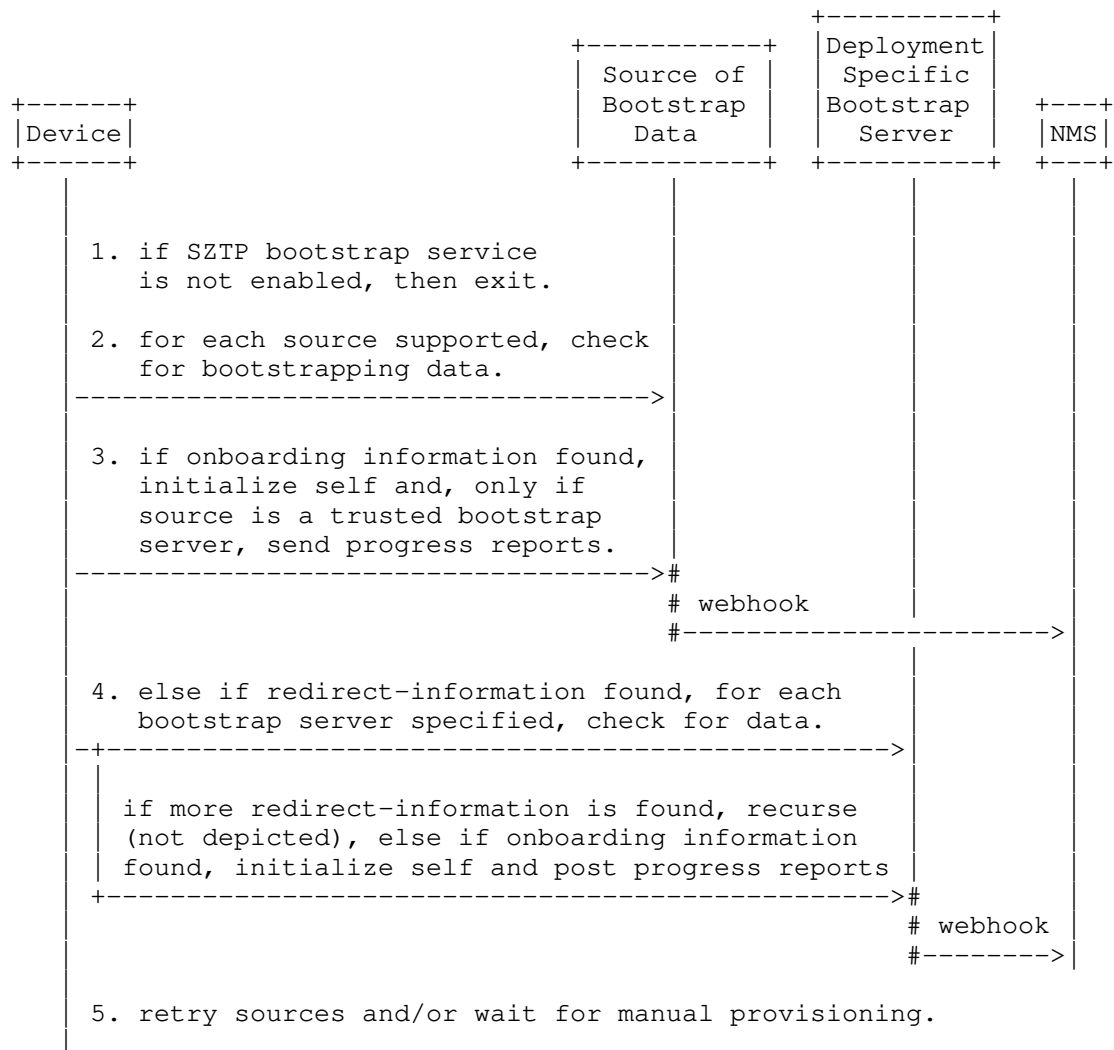 Deployment
Source of Specific
Bootstrap Bootstrap
Device Data Server NMS
1. if SZTP bootstrap service
is not enabled, then exit.
2. for each source supported, check
for bootstrapping data.
3. if onboarding information found,
initialize self and, only if
source is a trusted bootstrap
server, send progress reports.
# webhook
4. else if redirect-information found, for each
bootstrap server specified, check for data.
if more redirect-information is found, recurse
(not depicted), else if onboarding information
found, initialize self and post progress reports
# webhook
5. retry sources and/or wait for manual provisioning.